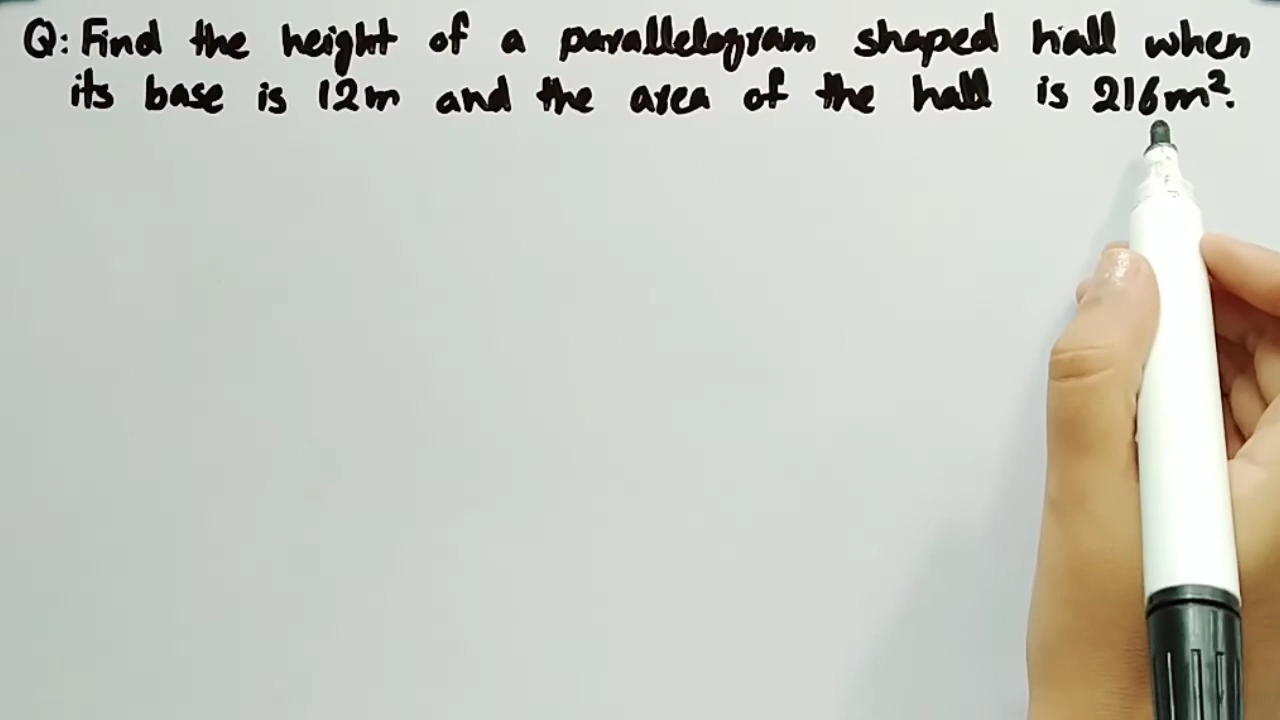 Q: Find the height of a parallelogram shaped hall when
its base is 12m and the area of the hall is 216m².